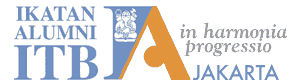 IKATAN
ALUMNI
ITB
in harmonia
progressio
JAKARTA